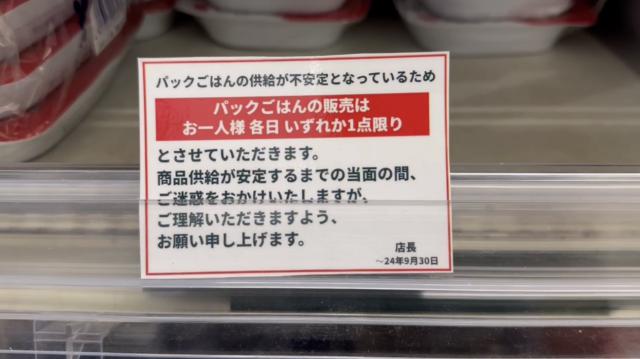 パックごはんの供給が不安定となっているため
パックごはんの販売は
お一人様 各日 いずれか1点限り
とさせていただきます。
商品供給が安定するまでの当面の間、
ご迷惑をおかけいたしますが、
ご理解いただきますよう、
お願い申し上げます。
店長
～24年9月30日